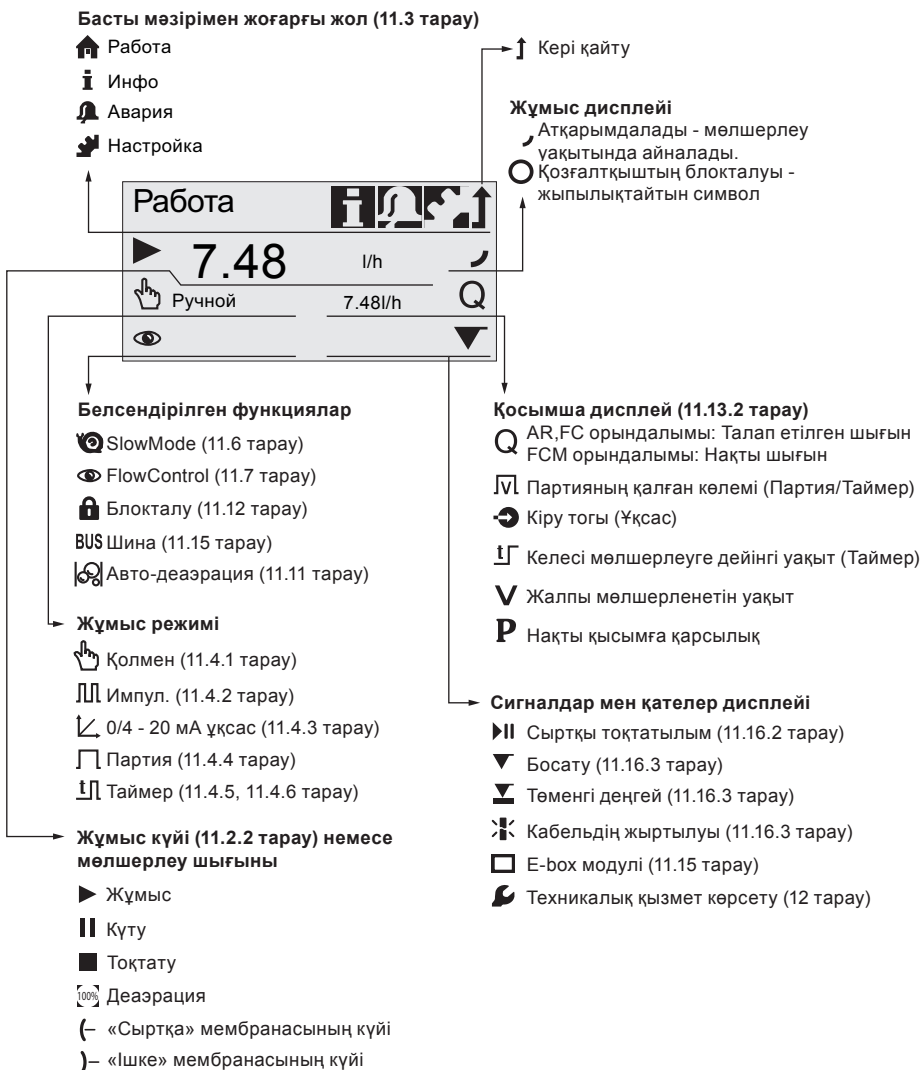 Басты мәзірімен жоғарғы жол (11.3 тарау)
Работа
Инфо
Авария
Настройка
Кері қайту
Жұмыс дисплейі
Атқарымдалады - мөлшерлеу
уақытында айналады.
Қозғалтқыштың блокталуы -
жыпылықтайтын символ
Работа
7.48 l/h
Ручной 7.48l/h Q
Белсендірілген функциялар
SlowMode (11.6 тарау)
FlowControl (11.7 тарау)
Блокталу (11.12 тарау)
BUS Шина (11.15 тарау)
Авто-деаэрация (11.11 тарау)
Жұмыс режимі
Қолмен (11.4.1 тарау)
Импул. (11.4.2 тарау)
0/4 - 20 мА ұқсас (11.4.3 тарау)
Партия (11.4.4 тарау)
t Таймер (11.4.5, 11.4.6 тарау)
Жұмыс күйі (11.2.2 тарау) немесе
мөлшерлеу шығыны
Жұмыс
Күту
Тоқтату
100% Деаэрация
«Сыртқа» мембранасының күйі
«Ішке» мембранасының күйі
Қосымша дисплей (11.13.2 тарау)
Q AR,FC орындалымы: Талап етілген шығын
FCM орындалымы: Нақты шығын
V Партияның қалған көлемі (Партия/Таймер)
Кіру тогы (Ұқсас)
t Келесі мөлшерлеуге дейінгі уақыт (Таймер)
V Жалпы мөлшерленетін уақыт
P Нақты қысымға қарсылық
Сигналдар мен қателер дисплейі
Сыртқы тоқтатылым (11.16.2 тарау)
Босату (11.16.3 тарау)
Төменгі деңгей (11.16.3 тарау)
Кабельдің жыртылуы (11.16.3 тарау)
E-box модулі (11.15 тарау)
Техникалық қызмет көрсету (12 тарау)